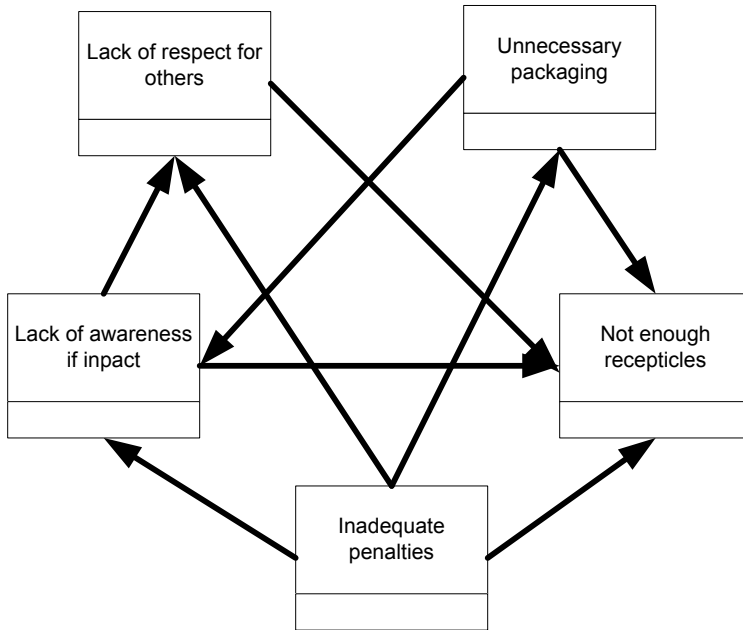 Lack of respect for
others
Unnecessary
packaging
Lack of awareness
if inpact
Not enough
recepticles
Inadequate
penalties